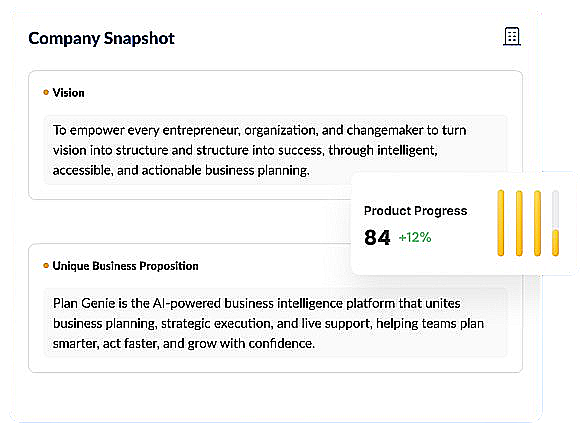 Company Snapshot
Vision
To empower every entrepreneur, organization, and changemaker to turn
vision into structure and structure into success, through intelligent,
accessible, and actionable business planning.
Product Progress
84 +12%
Unique Business Proposition
Plan Genie is the AI-powered business intelligence platform that unites
business planning, strategic execution, and live support, helping teams plan
smarter, act faster, and grow with confidence.